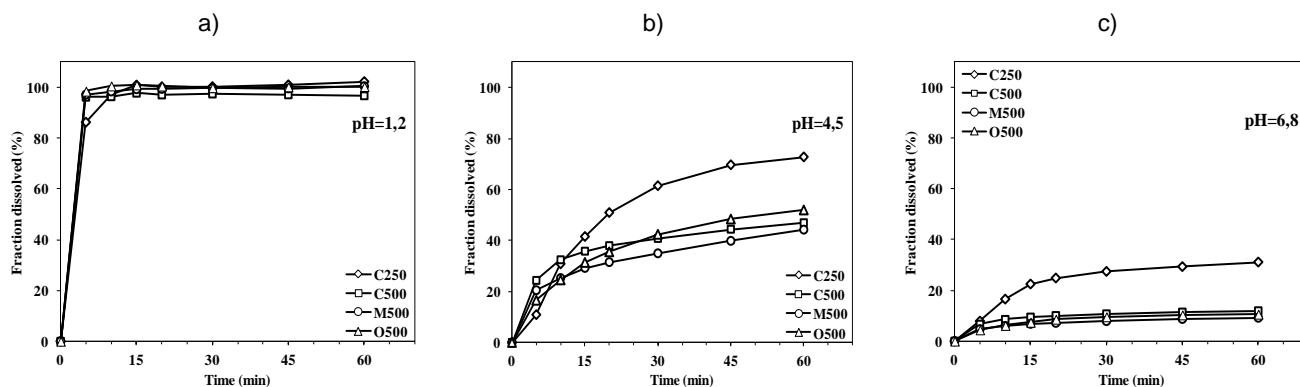 a)
b)
c)
Fraction dissolved (%)
100
80
60
40
20
0
pH=1,2
C250
C500
M500
O500
0
15
30
45
60
Time (min)
Fraction dissolved (%)
100
80
60
40
20
0
pH=4,5
C250
C500
M500
O500
0
15
30
45
60
Time (min)
Fraction dissolved (%)
100
80
60
40
20
0
C250
C500
M500
O500
pH=6,8
0
15
30
45
60
Time (min)